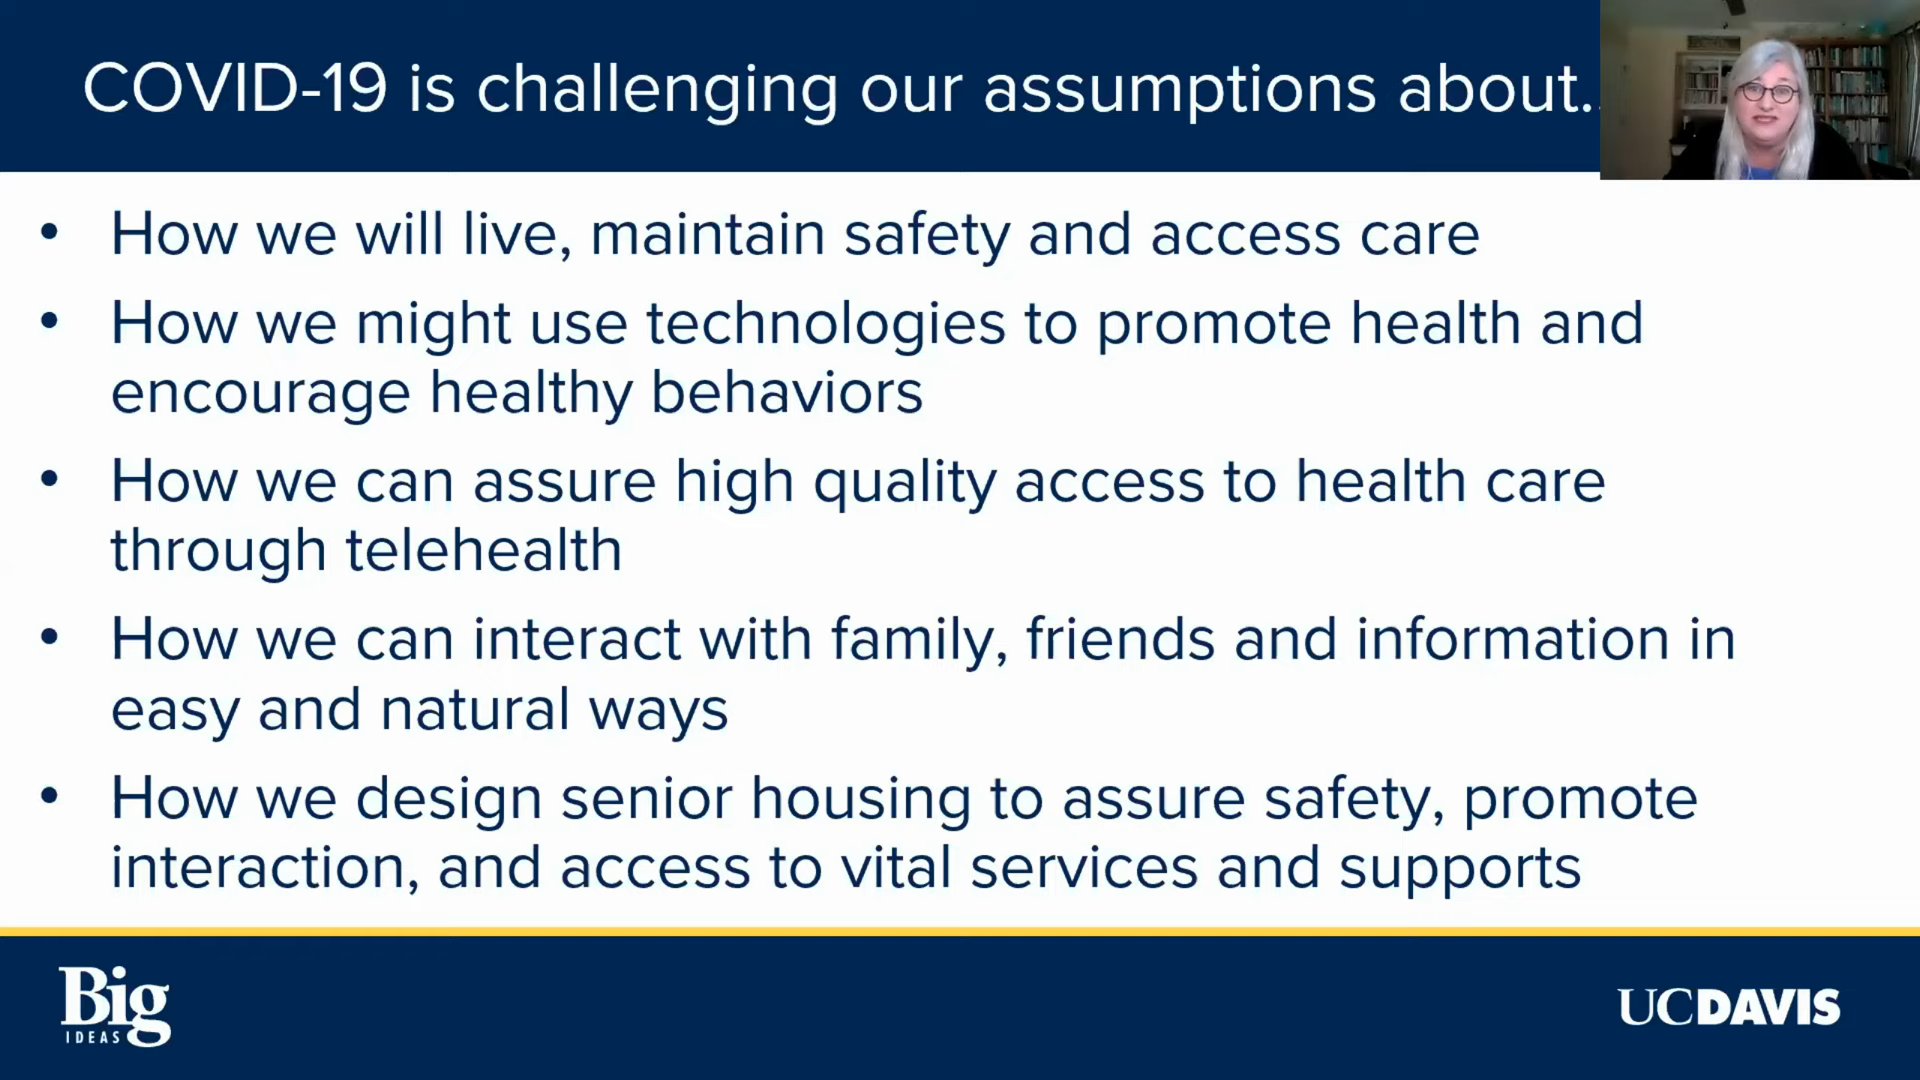 COVID-19 is challenging our assumptions about..
• How we will live, maintain safety and access care
• How we might use technologies to promote health and
encourage healthy behaviors
• How we can assure high quality access to health care
through telehealth
• How we can interact with family, friends and information in
easy and natural ways
• How we design senior housing to assure safety, promote
interaction, and access to vital services and supports
Big
IDEAS
UCDAVIS